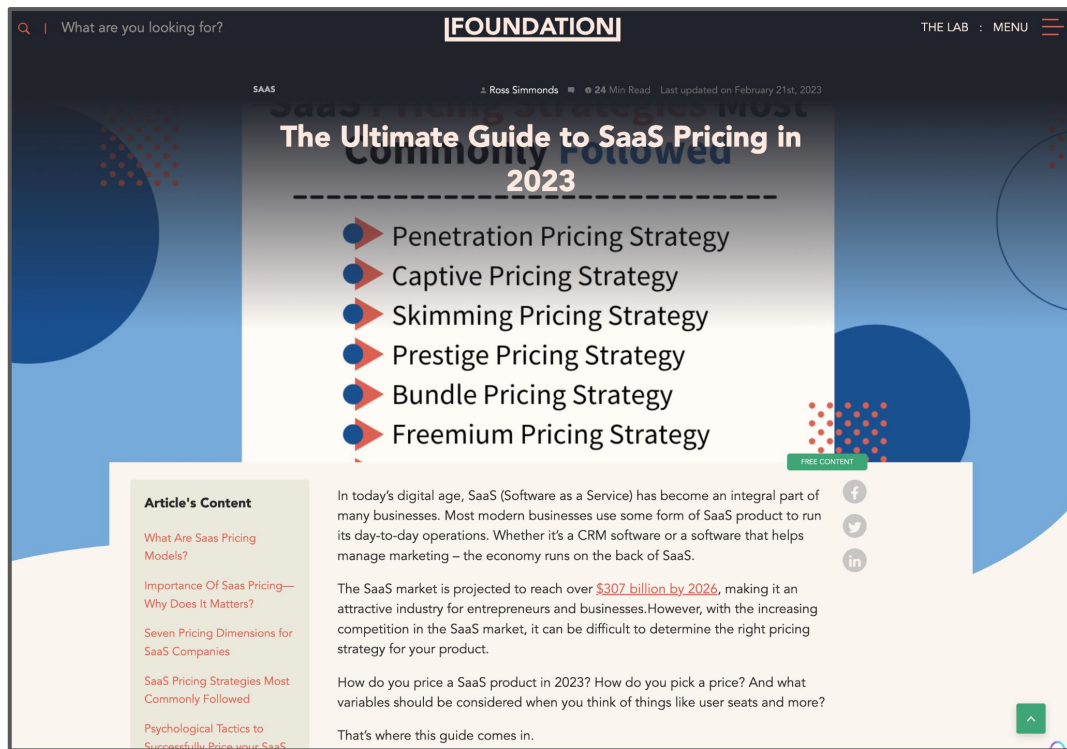 What are you looking for?
|FOUNDATION|
THE LAB : MENU
SAAS
Ross Simmonds
24 Min Read
Last updated on February 21st, 2023
SaaS Pricing Strategies Most
Commonly Followed
The Ultimate Guide to SaaS Pricing in
2023
Penetration Pricing Strategy
Captive Pricing Strategy
Skimming Pricing Strategy
Prestige Pricing Strategy
Bundle Pricing Strategy
Freemium Pricing Strategy
FREE CONTENT
Article's Content
What Are Saas Pricing
Models?
Importance Of Saas Pricing—
Why Does It Matters?
Seven Pricing Dimensions for
SaaS Companies
SaaS Pricing Strategies Most
Commonly Followed
Psychological Tactics to
Successfully Price your SaaS
In today's digital age, SaaS (Software as a Service) has become an integral part of
many businesses. Most modern businesses use some form of SaaS product to run
its day-to-day operations. Whether it's a CRM software or a software that helps
manage marketing – the economy runs on the back of SaaS.
The SaaS market is projected to reach over $307 billion by 2026, making it an
attractive industry for entrepreneurs and businesses.However, with the increasing
competition in the SaaS market, it can be difficult to determine the right pricing
strategy for your product.
How do you price a SaaS product in 2023? How do you pick a price? And what
variables should be considered when you think of things like user seats and more?
That's where this guide comes in.